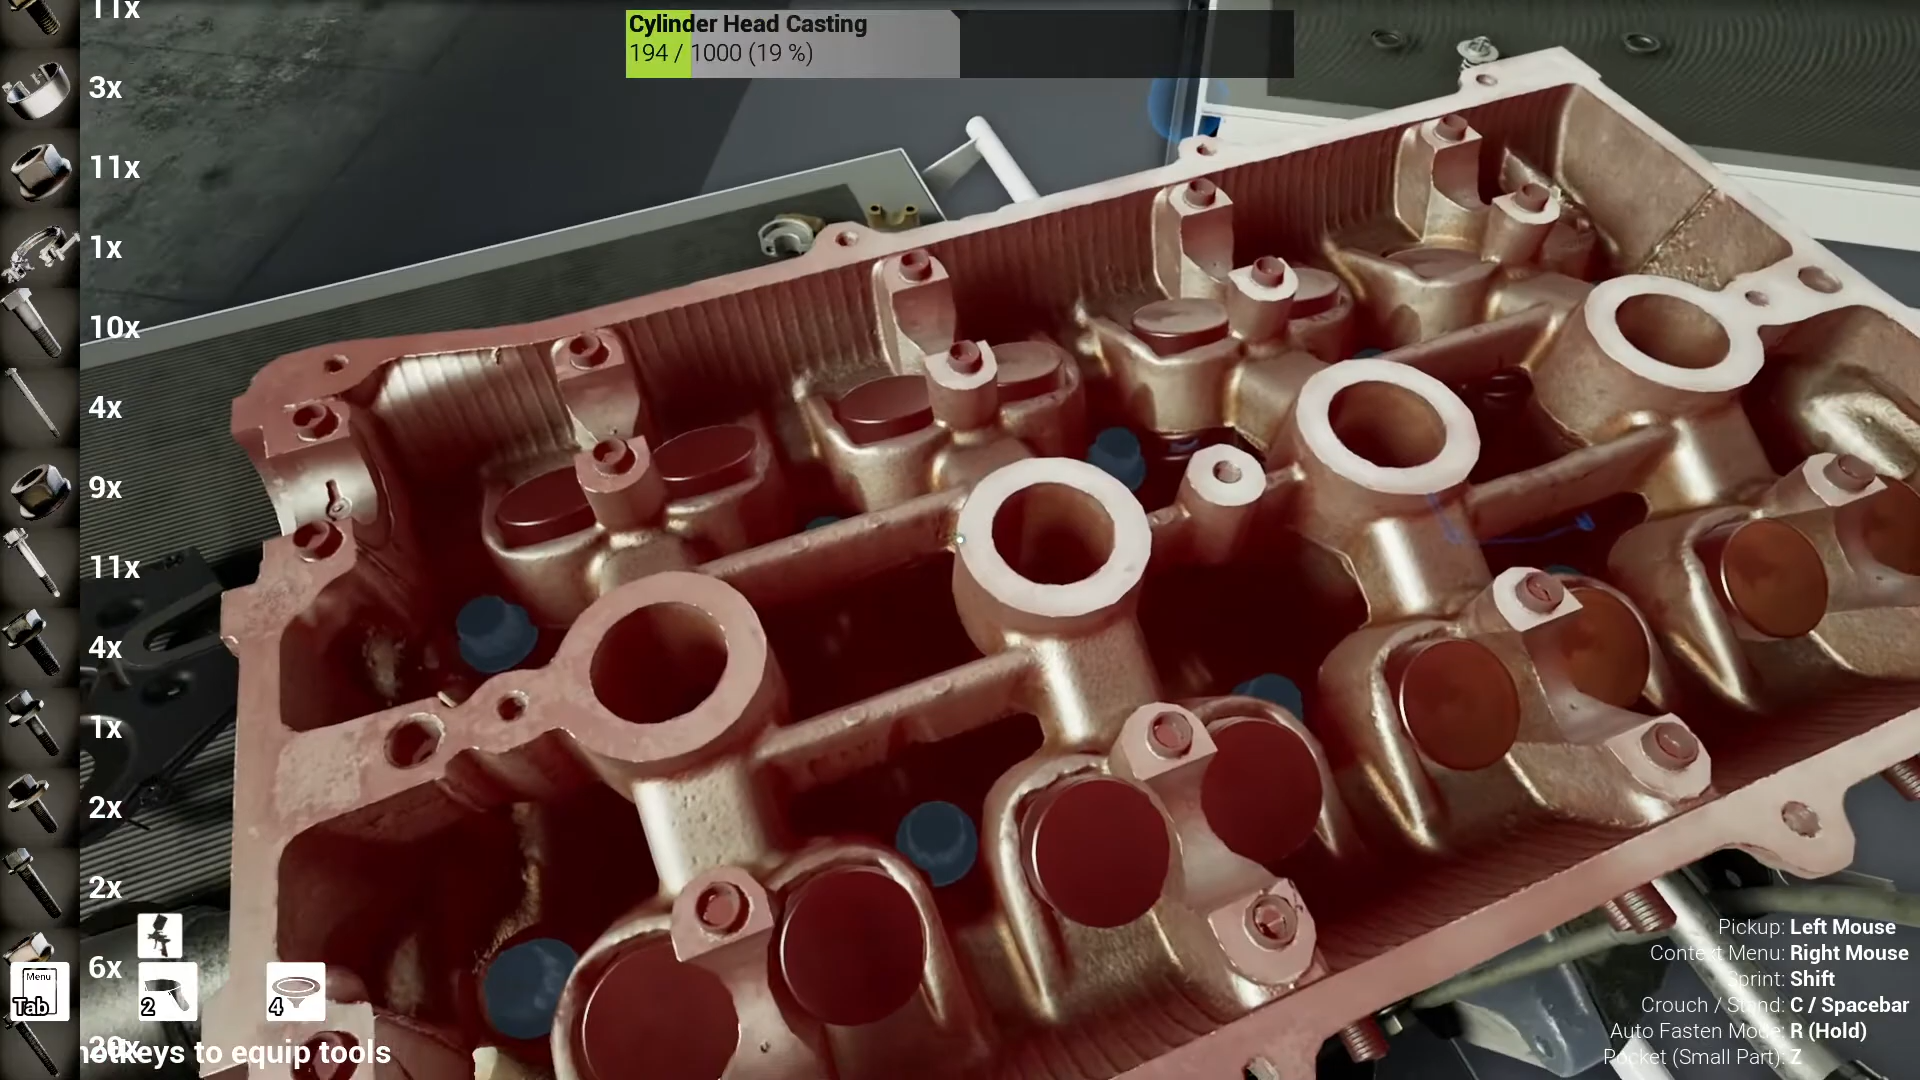 11x
Cylinder Head Casting
194 / 1000 (19 %)
3x
11x
1x
10x
4x
9x
11x
4x
1x
2x
2x
6x
Menu
Tab
2
4
hotkeys to equip tools
Pickup: Left Mouse
Context Menu: Right Mouse
Sprint: Shift
Crouch / Stand: C / Spacebar
Auto Fasten Mode: R (Hold)
Pocket (Small Part): Z